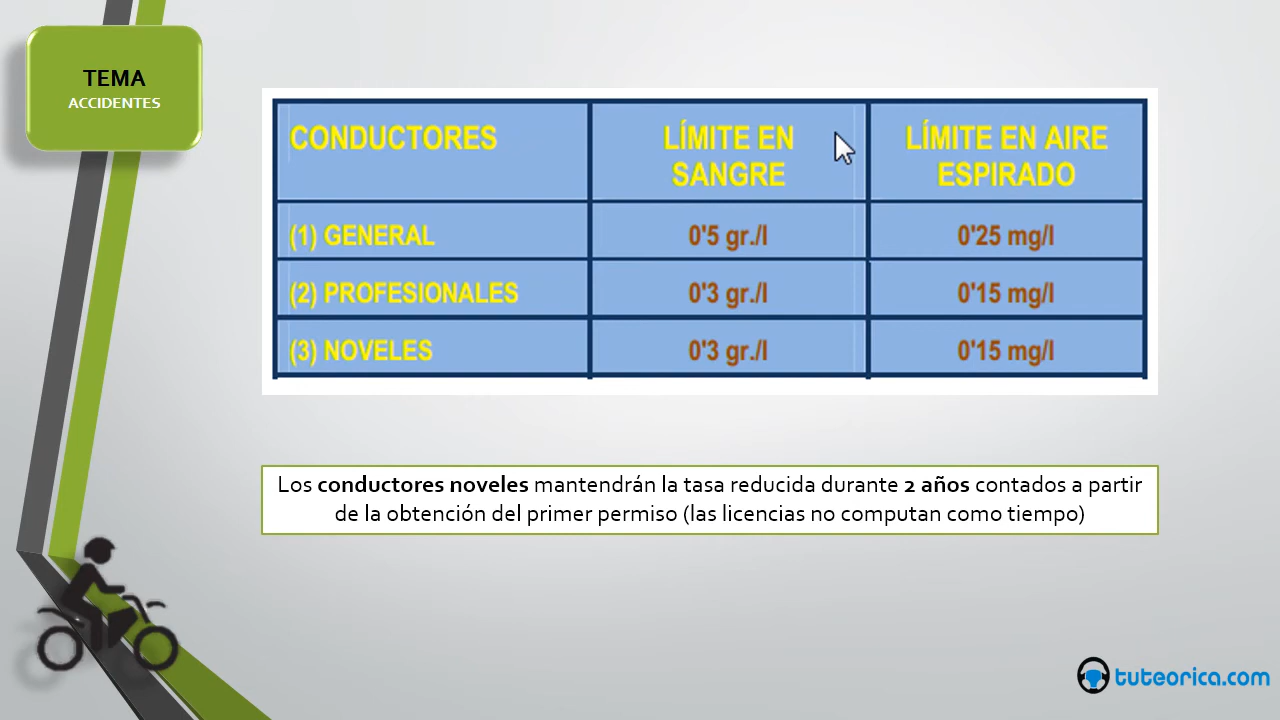 TEMA
ACCIDENTES
CONDUCTORES
LÍMITE EN
SANGRE
LÍMITE EN AIRE
ESPIRADO
(1) GENERAL
0'5 gr./l
0'25 mg/l
(2) PROFESIONALES
0'3 gr./l
0'15 mg/l
(3) NOVELES
0'3 gr./l
0'15 mg/l
Los conductores noveles mantendrán la tasa reducida durante 2 años contados a partir
de la obtención del primer permiso (las licencias no computan como tiempo)
tuteorica.com